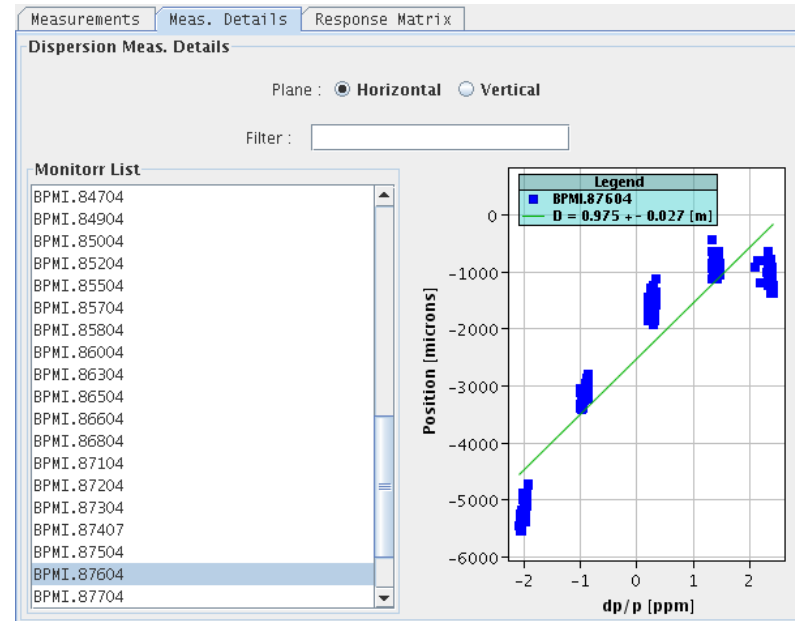 Measurements Meas. Details Response Matrix
Dispersion Meas. Details
Plane : Horizontal Vertical
Filter :
Monitorr List
BPMI.84704
BPMI.84904
BPMI.85004
BPMI.85204
BPMI.85504
BPMI.85704
BPMI.85804
BPMI.86004
BPMI.86304
BPMI.86504
BPMI.86604
BPMI.86804
BPMI.87104
BPMI.87204
BPMI.87304
BPMI.87407
BPMI.87504
BPMI.87604
BPMI.87704
Legend
BPMI.87604
D = 0.975 +- 0.027 [m]
Position [microns]
0
-1000
-2000
-3000
-4000
-5000
-6000
-2 -1 0 1 2
dp/p [ppm]